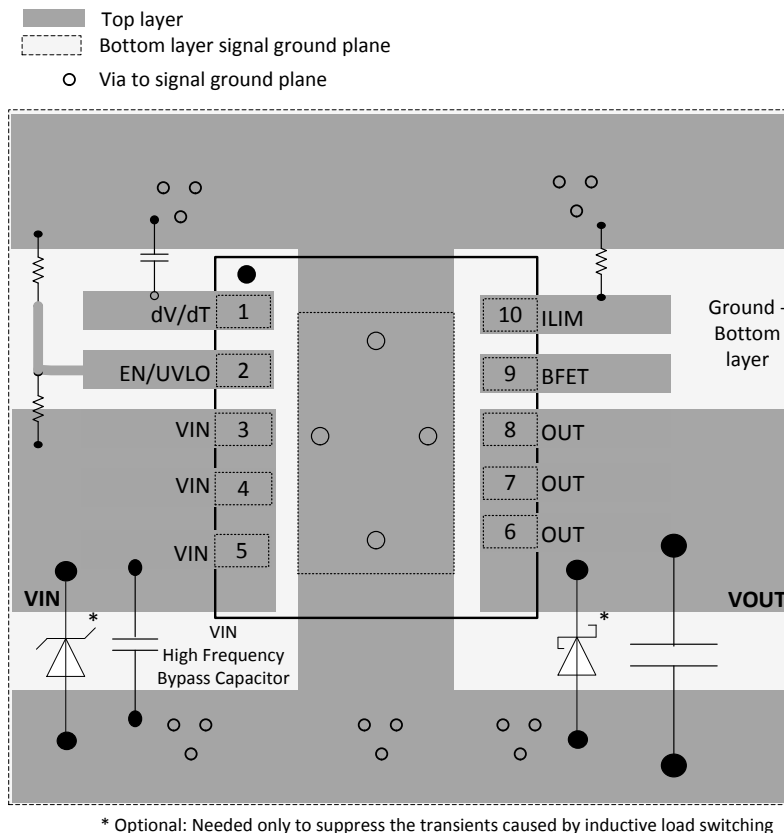 Top layer
Bottom layer signal ground plane
Via to signal ground plane
dV/dT 1
10 ILIM
EN/UVLO 2
9 BFET
Ground -
Bottom
layer
VIN 3
8 OUT
VIN 4
7 OUT
VIN 5
6 OUT
VIN
VOUT
*
*
VIN
High Frequency
Bypass Capacitor
* Optional: Needed only to suppress the transients caused by inductive load switching